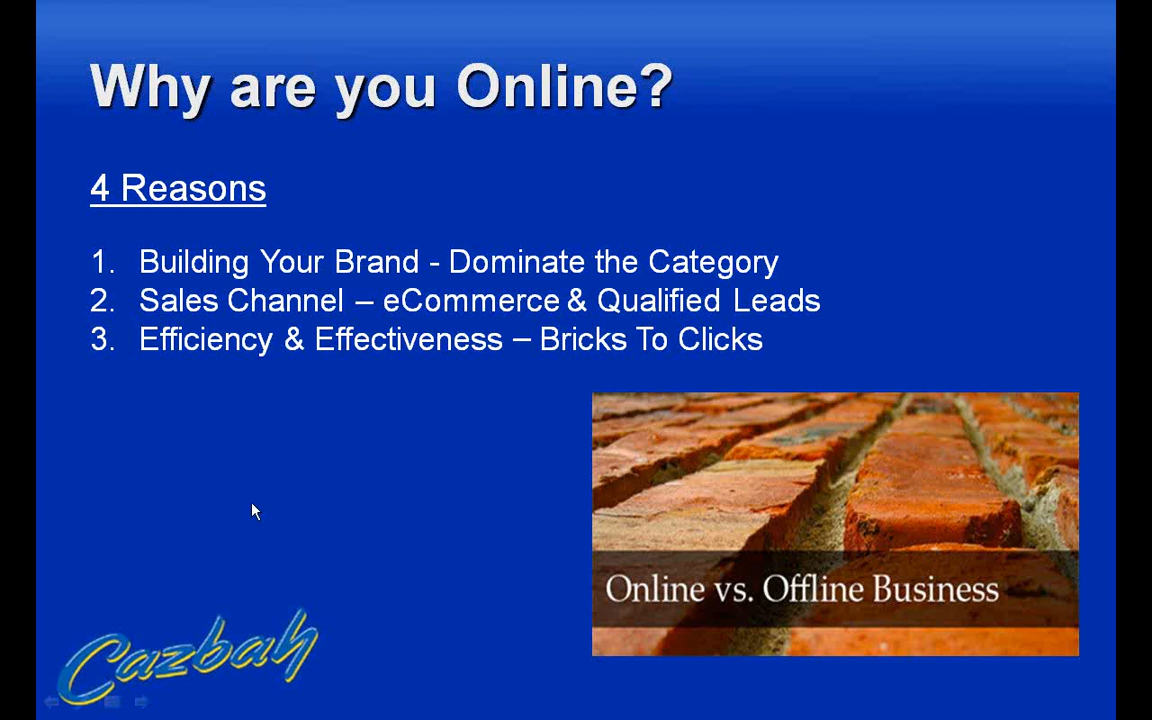 Why are you Online?
4 Reasons
1. Building Your Brand - Dominate the Category
2. Sales Channel – eCommerce & Qualified Leads
3. Efficiency & Effectiveness – Bricks To Clicks
Online vs. Offline Business
Cazbah